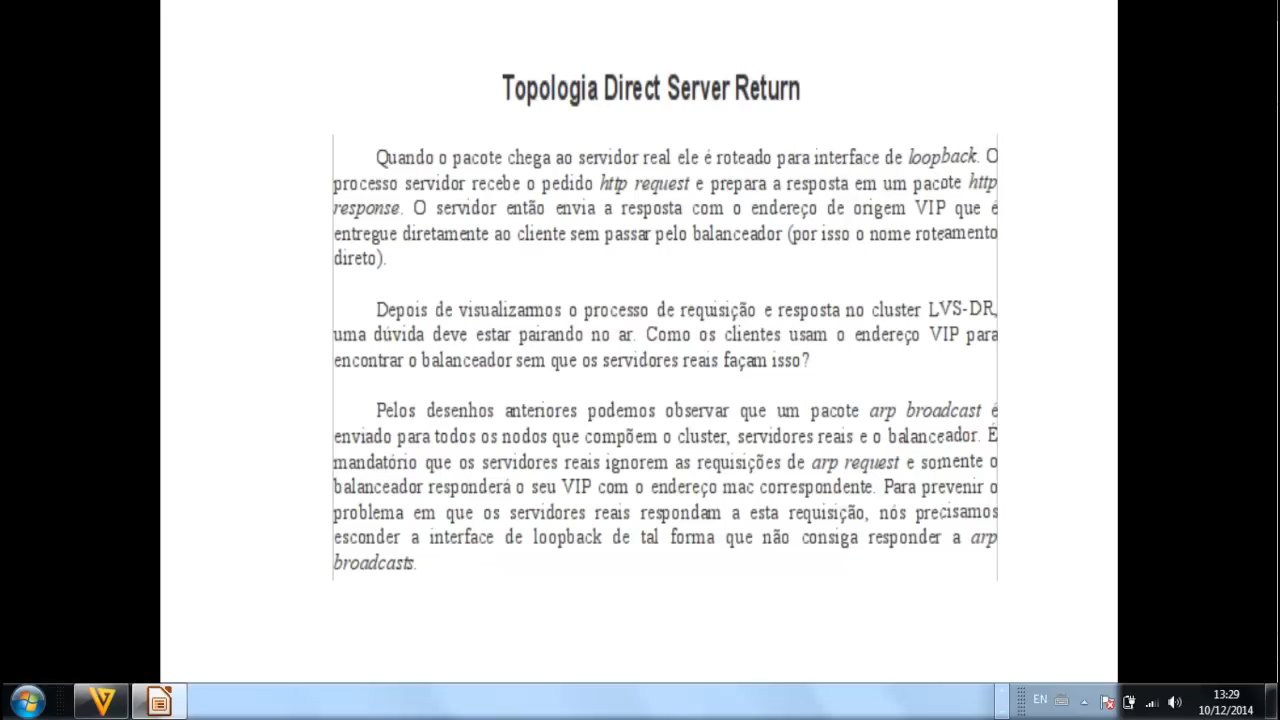 Topologia Direct Server Return
Quando o pacote chega ao servidor real ele é roteado para interface de loopback. O
processo servidor recebe o pedido http request e prepara a resposta em um pacote http
response. O servidor então envia a resposta com o endereço de origem VIP que é
entregue diretamente ao cliente sem passar pelo balanceador (por isso o nome roteamento
direto).
Depois de visualizarmos o processo de requisição e resposta no cluster LVS-DR,
uma dúvida deve estar pairando no ar. Como os clientes usam o endereço VIP para
encontrar o balanceador sem que os servidores reais façam isso?
Pelos desenhos anteriores podemos observar que um pacote arp broadcast é
enviado para todos os nodos que compõem o cluster, servidores reais e o balanceador. É
mandatório que os servidores reais ignorem as requisições de arp request e somente o
balanceador responderá o seu VIP com o endereço mac correspondente. Para prevenir o
problema em que os servidores reais respondam a esta requisição, nós precisamos
esconder a interface de loopback de tal forma que não consiga responder a arp
broadcasts.
EN
13:29
10/12/2014